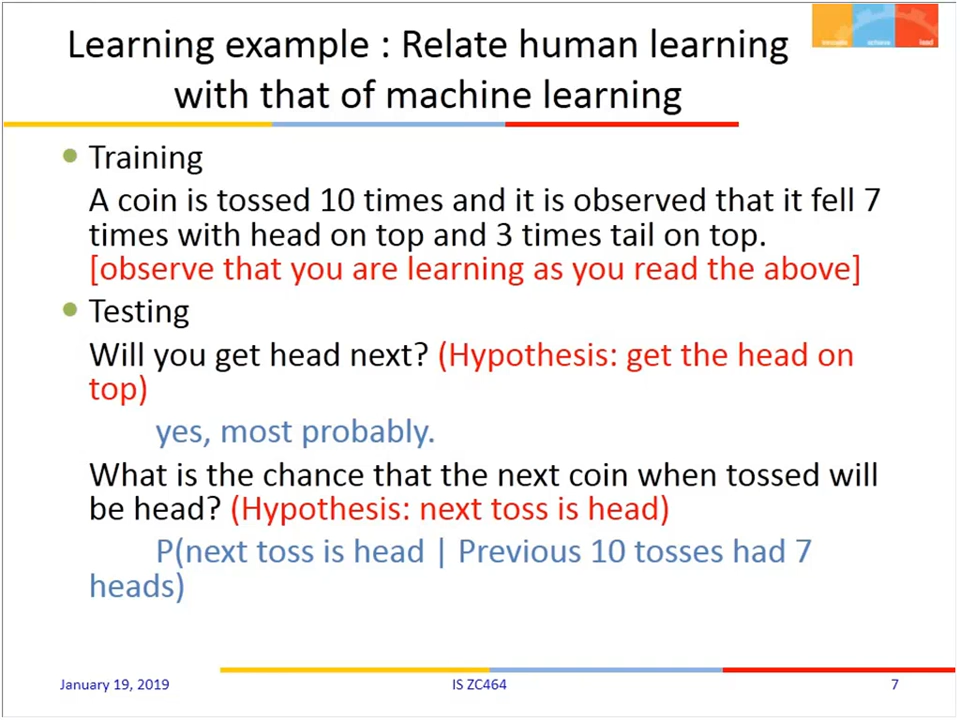 Learning example : Relate human learning
with that of machine learning
innovate achieve lead
Training
A coin is tossed 10 times and it is observed that it fell 7
times with head on top and 3 times tail on top.
[observe that you are learning as you read the above]
Testing
Will you get head next? (Hypothesis: get the head on
top)
yes, most probably.
What is the chance that the next coin when tossed will
be head? (Hypothesis: next toss is head)
P(next toss is head | Previous 10 tosses had 7
heads)
January 19, 2019
IS ZC464
7